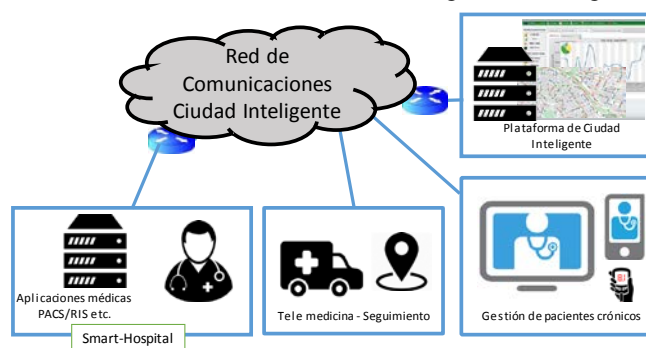 Red de
Comunicaciones
Ciudad Inteligente
Plataforma de Ciudad
Inteligente
Aplicaciones médicas
PACS/RIS etc.
Smart-Hospital
Tele medicina - Seguimiento
Gestión de pacientes crónicos